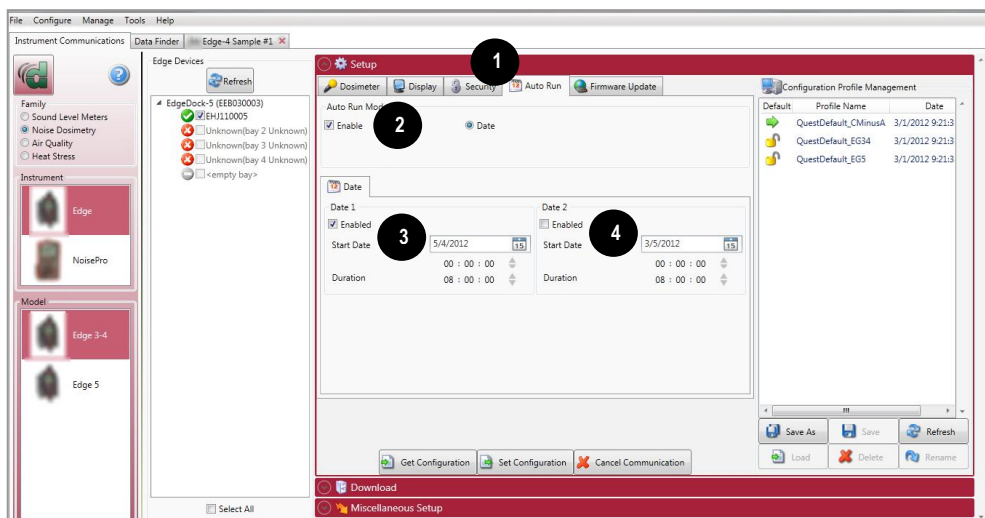 File Configure Manage Tools Help
Instrument Communications Data Finder Edge-4 Sample #1
Family
Sound Level Meters
Noise Dosimetry
Air Quality
Heat Stress
Instrument
Edge
NoisePro
Model
Edge 3-4
Edge 5
Edge Devices
Refresh
EdgeDock-5 (EEB030003)
EHJ110005
Unknown(bay 2 Unknown)
Unknown(bay 3 Unknown)
Unknown(bay 4 Unknown)
<empty bay>
Select All
Setup
1
Dosimeter Display Security 12 Auto Run Firmware Update
Auto Run Mod
Enable 2 Date
12 Date
Date 1
Enabled
3
Start Date 5/4/2012 15
00 : 00 : 00
Duration 08 : 00 : 00
Date 2
Enabled
4
Start Date 3/5/2012 15
00 : 00 : 00
Duration 08 : 00 : 00
Get Configuration Set Configuration Cancel Communication
Download
Miscellaneous Setup
Configuration Profile Management
Default Profile Name Date
QuestDefault_CMinusA 3/1/2012 9:21:3
QuestDefault_EG34 3/1/2012 9:21:3
QuestDefault_EG5 3/1/2012 9:21:3
Save As Save Refresh
Load Delete Rename